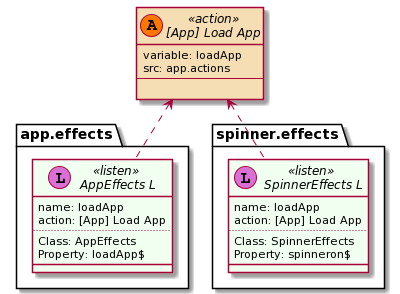 A «action»
[App] Load App
variable: loadApp
src: app.actions
app.effects
L «listen»
AppEffects L
name: loadApp
action: [App] Load App
Class: AppEffects
Property: loadApp$
spinner.effects
L «listen»
SpinnerEffects L
name: loadApp
action: [App] Load App
Class: SpinnerEffects
Property: spinneron$